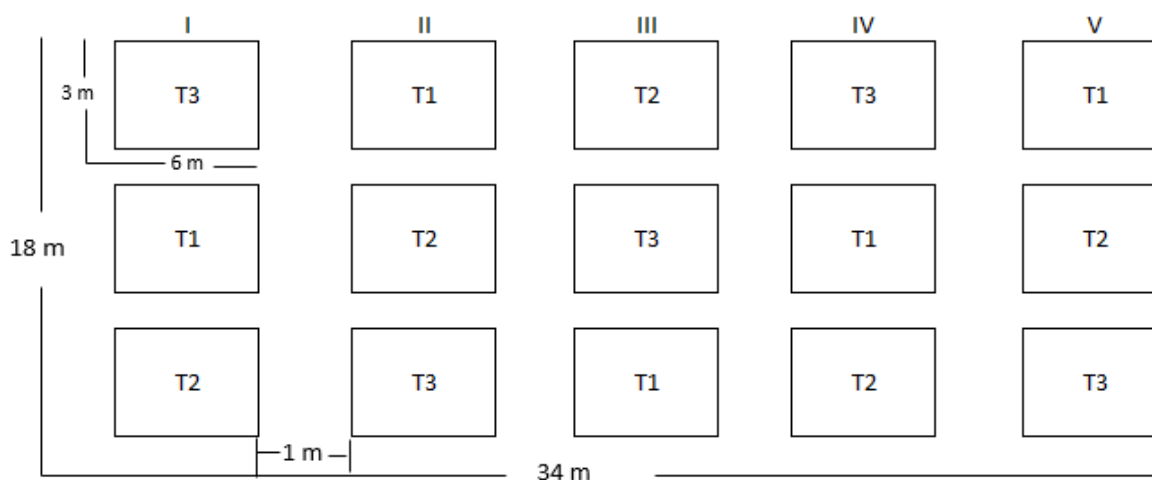 I II III IV V
3 m T3 T1 T2 T3 T1
6 m
18 m T1 T2 T3 T1 T2
T2 T3 T1 T2 T3
1 m
34 m